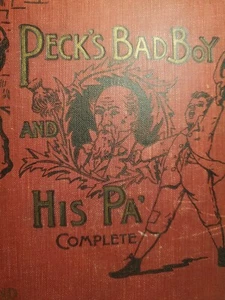 PECK'S BAD BOY
AND
HIS PA'
COMPLETE